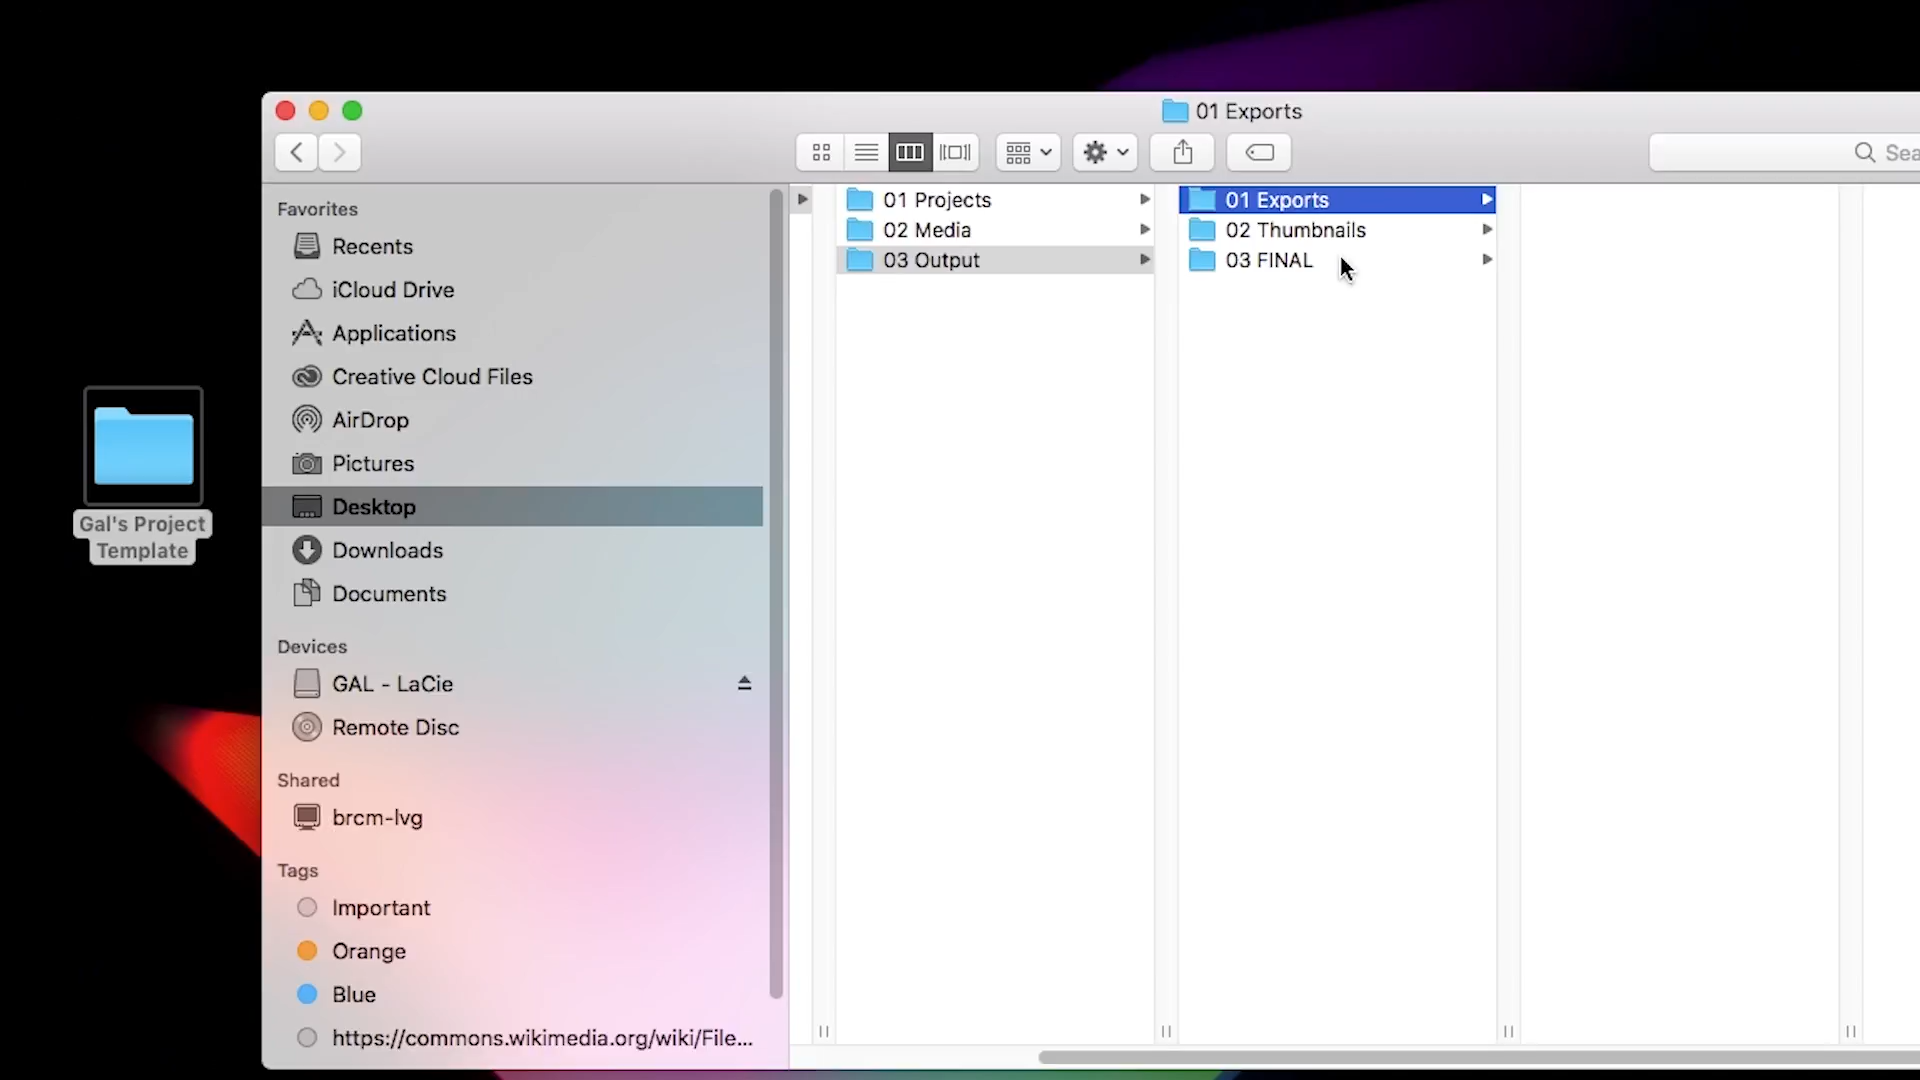 01 Exports
Sea
Favorites
Recents
iCloud Drive
Applications
Creative Cloud Files
AirDrop
Pictures
Desktop
Downloads
Documents
Devices
GAL - LaCie
Remote Disc
Shared
brcm-lvg
Tags
Important
Orange
Blue
https://commons.wikimedia.org/wiki/File...
01 Projects
02 Media
03 Output
01 Exports
02 Thumbnails
03 FINAL
Gal's Project
Template